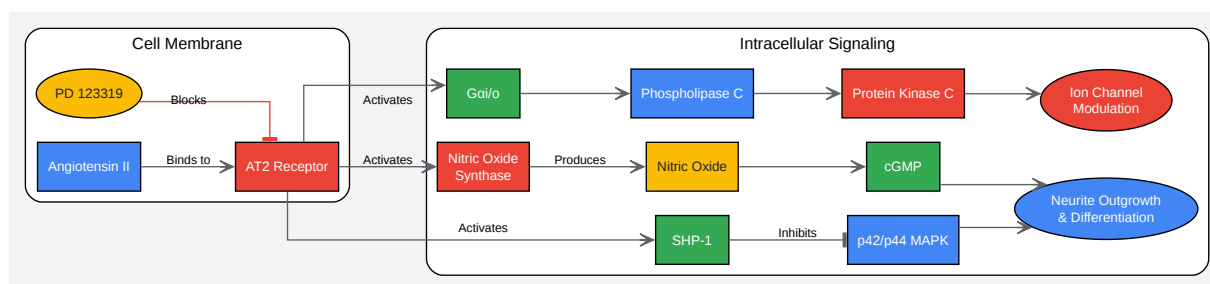 Cell Membrane
Intracellular Signaling
PD 123319
Blocks
Activates
Gαi/o
Phospholipase C
Protein Kinase C
Ion Channel
Modulation
Angiotensin II
Binds to
AT2 Receptor
Activates
Nitric Oxide
Synthase
Produces
Nitric Oxide
cGMP
Neurite Outgrowth
& Differentiation
Activates
SHP-1
Inhibits
p42/p44 MAPK